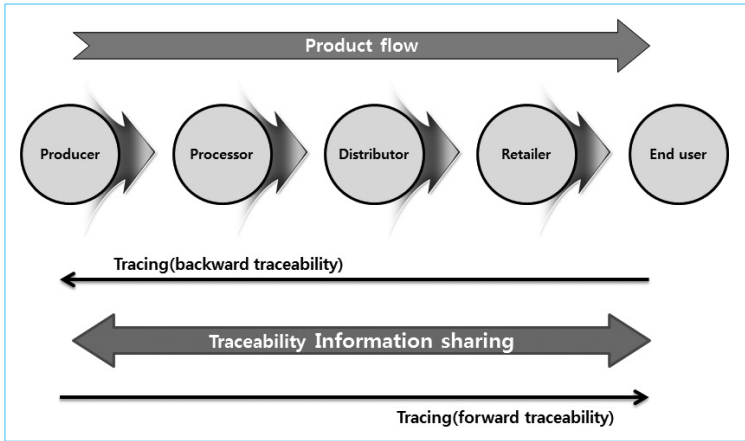 Product flow
Producer
Processor
Distributor
Retailer
End user
Tracing(backward traceability)
Traceability Information sharing
Tracing(forward traceability)